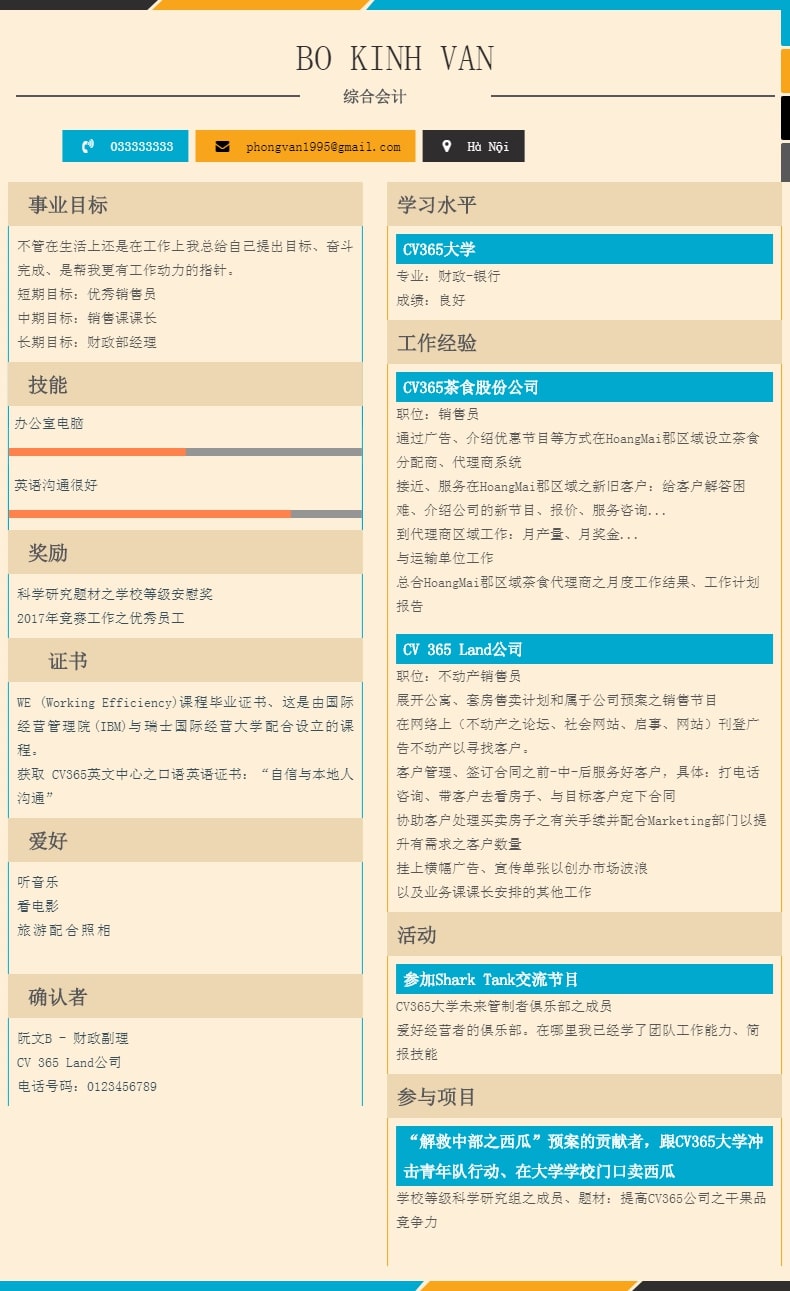 BO KINH VAN
综合会计
033333333
phongvan1995@gmail.com
Hà Nội
事业目标
不管在生活上还是在工作上我总给自己提出目标、奋斗
完成、是帮我更有工作动力的指针。
短期目标：优秀销售员
中期目标：销售课课长
长期目标：财政部经理
技能
办公室电脑
英语沟通很好
奖励
科学研究题材之学校等级安慰奖
2017年竞赛工作之优秀员工
证书
WE (Working Efficiency)课程毕业证书、这是由国际
经营管理院(IBM)与瑞士国际经营大学配合设立的课
程。
获取 CV365英文中心之口语英语证书：“自信与本地人
沟通”
爱好
听音乐
看电影
旅游配合照相
确认者
阮文B - 财政副理
CV 365 Land公司
电话号码：0123456789
学习水平
CV365大学
专业：财政-银行
成绩：良好
工作经验
CV365茶食股份公司
职位：销售员
通过广告、介绍优惠节目等方式在HoangMai郡区域设立茶食
分配商、代理商系统
接近、服务在HoangMai郡区域之新旧客户：给客户解答困
难、介绍公司的新节目、报价、服务咨询...
到代理商区域工作：月产量、月奖金...
与运输单位工作
总合HoangMai郡区域茶食代理商之月度工作结果、工作计划
报告
CV 365 Land公司
职位：不动产销售员
展开公寓、套房售卖计划和属于公司预案之销售节目
在网络上（不动产之论坛、社会网站、启事、网站）刊登广
告不动产以寻找客户。
客户管理、签订合同之前-中-后服务好客户，具体：打电话
咨询、带客户去看房子、与目标客户定下合同
协助客户处理买卖房子之有关手续并配合Marketing部门以提
升有需求之客户数量
挂上横幅广告、宣传单张以创办市场波浪
以及业务课课长安排的其他工作
活动
参加Shark Tank交流节目
CV365大学未来管制者俱乐部之成员
爱好经营者的俱乐部。在哪里我已经学了团队工作能力、简
报技能
参与项目
“解救中部之西瓜”预案的贡献者，跟CV365大学冲
击青年队行动、在大学学校门口卖西瓜
学校等级科学研究组之成员、题材：提高CV365公司之干果品
竞争力